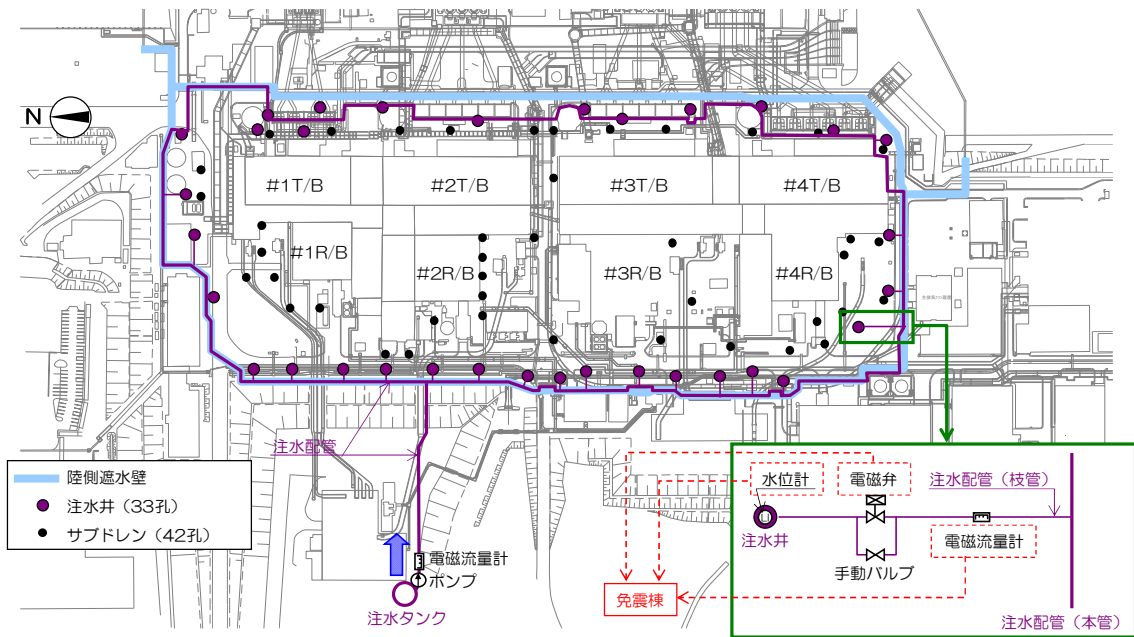 N
#1T/B
#2T/B
#3T/B
#4T/B
#1R/B
#2R/B
#3R/B
#4R/B
注水配管
陸側遮水壁
注水井（33孔）
サブドレン（42孔）
電磁流量計
ポンプ
注水タンク
水位計
電磁弁
注水配管（枝管）
注水井
電磁流量計
手動バルブ
免震棟
注水配管（本管）